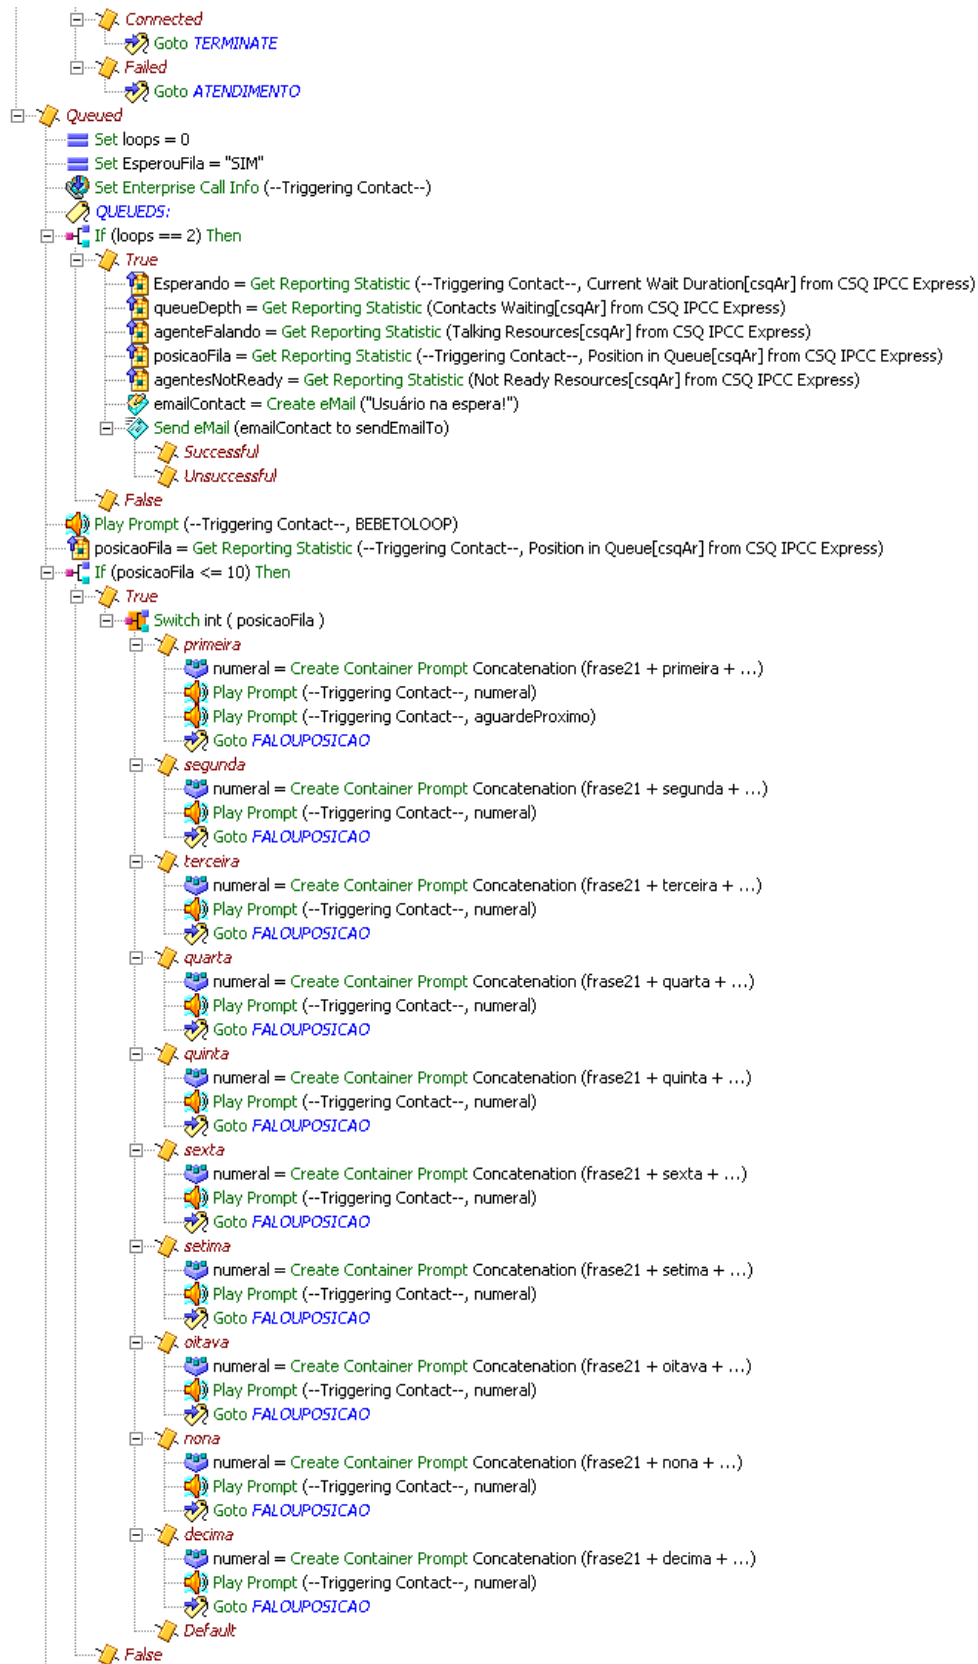 Connected
Goto TERMINATE
Failed
Goto ATENDIMENTO
Queued
Set loops = 0
Set EsperouFila = "SIM"
Set Enterprise Call Info (--Triggering Contact--)
QUEUEDS:
If (loops == 2) Then
True
Esperando = Get Reporting Statistic (--Triggering Contact--, Current Wait Duration[csqAr] from CSQ IPCC Express)
queueDepth = Get Reporting Statistic (Contacts Waiting[csqAr] from CSQ IPCC Express)
agenteFalando = Get Reporting Statistic (Talking Resources[csqAr] from CSQ IPCC Express)
posicaoFila = Get Reporting Statistic (--Triggering Contact--, Position in Queue[csqAr] from CSQ IPCC Express)
agentesNotReady = Get Reporting Statistic (Not Ready Resources[csqAr] from CSQ IPCC Express)
emailContact = Create eMail ("Usuário na espera!")
Send eMail (emailContact to sendEmailTo)
Successful
Unsuccessful
False
Play Prompt (--Triggering Contact--, BEBETOLOOP)
posicaoFila = Get Reporting Statistic (--Triggering Contact--, Position in Queue[csqAr] from CSQ IPCC Express)
If (posicaoFila <= 10) Then
True
Switch int ( posicaoFila )
primeira
numeral = Create Container Prompt Concatenation (frase21 + primeira + ...)
Play Prompt (--Triggering Contact--, numeral)
Play Prompt (--Triggering Contact--, aguardeProximo)
Goto FALOUPOSICAO
segunda
numeral = Create Container Prompt Concatenation (frase21 + segunda + ...)
Play Prompt (--Triggering Contact--, numeral)
Goto FALOUPOSICAO
terceira
numeral = Create Container Prompt Concatenation (frase21 + terceira + ...)
Play Prompt (--Triggering Contact--, numeral)
Goto FALOUPOSICAO
quarta
numeral = Create Container Prompt Concatenation (frase21 + quarta + ...)
Play Prompt (--Triggering Contact--, numeral)
Goto FALOUPOSICAO
quinta
numeral = Create Container Prompt Concatenation (frase21 + quinta + ...)
Play Prompt (--Triggering Contact--, numeral)
Goto FALOUPOSICAO
sexta
numeral = Create Container Prompt Concatenation (frase21 + sexta + ...)
Play Prompt (--Triggering Contact--, numeral)
Goto FALOUPOSICAO
setima
numeral = Create Container Prompt Concatenation (frase21 + setima + ...)
Play Prompt (--Triggering Contact--, numeral)
Goto FALOUPOSICAO
oitava
numeral = Create Container Prompt Concatenation (frase21 + oitava + ...)
Play Prompt (--Triggering Contact--, numeral)
Goto FALOUPOSICAO
nona
numeral = Create Container Prompt Concatenation (frase21 + nona + ...)
Play Prompt (--Triggering Contact--, numeral)
Goto FALOUPOSICAO
decima
numeral = Create Container Prompt Concatenation (frase21 + decima + ...)
Play Prompt (--Triggering Contact--, numeral)
Goto FALOUPOSICAO
Default
False